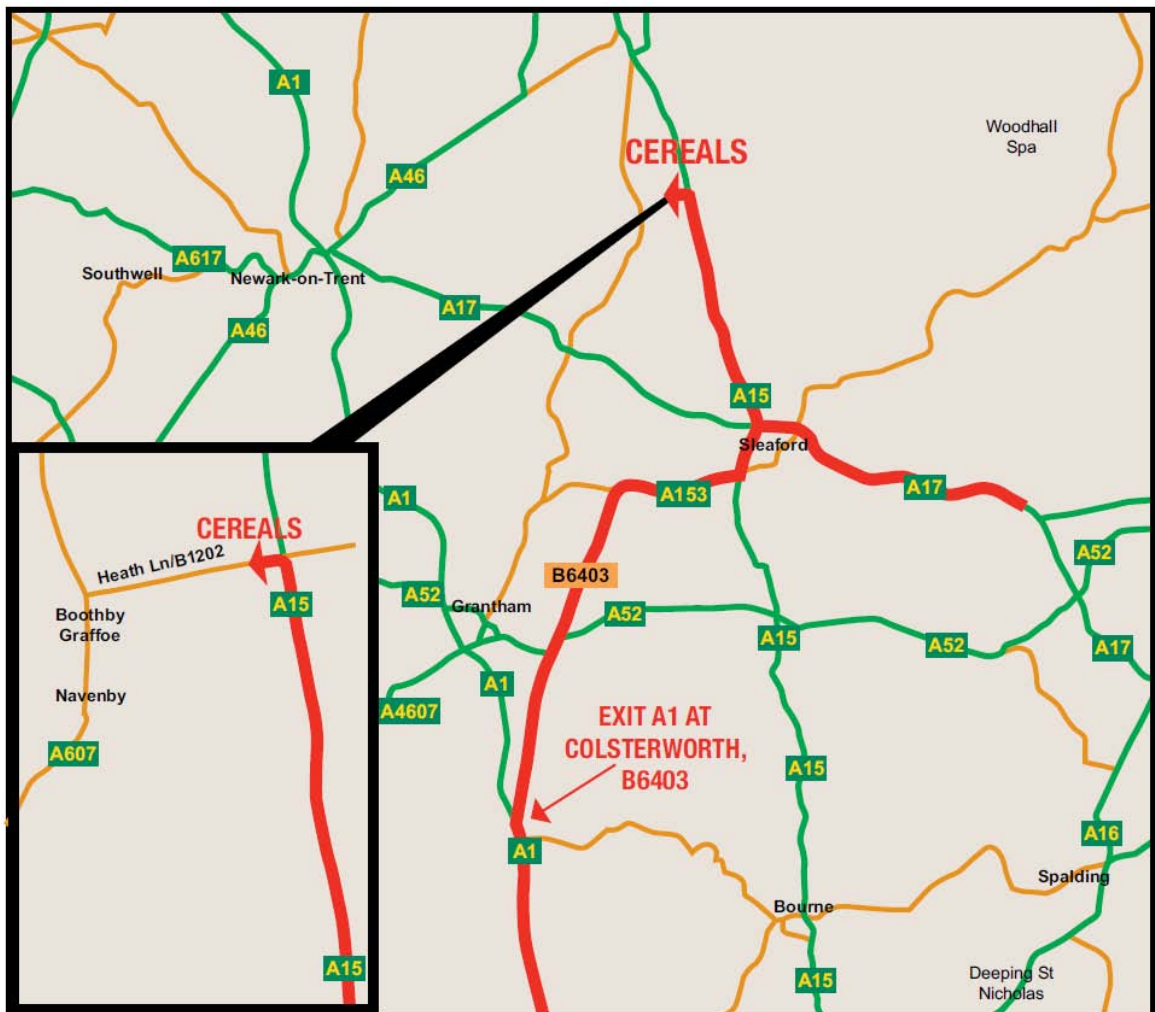 A1
Woodhall
Spa
CEREALS
A46
A617
Southwell
Newark-on-Trent
A17
A46
A15
Sleaford
A153
A17
A1
CEREALS
Heath Ln/B1202
A52
B6403
A52
Grantham
A15
Boothby
Graffoe
A52
A15
A52
A17
A1
Navenby
A4607
EXIT A1 AT
COLSTERWORTH,
B6403
A607
A15
A16
A1
Spalding
Bourne
A15
A15
Deeping St
Nicholas